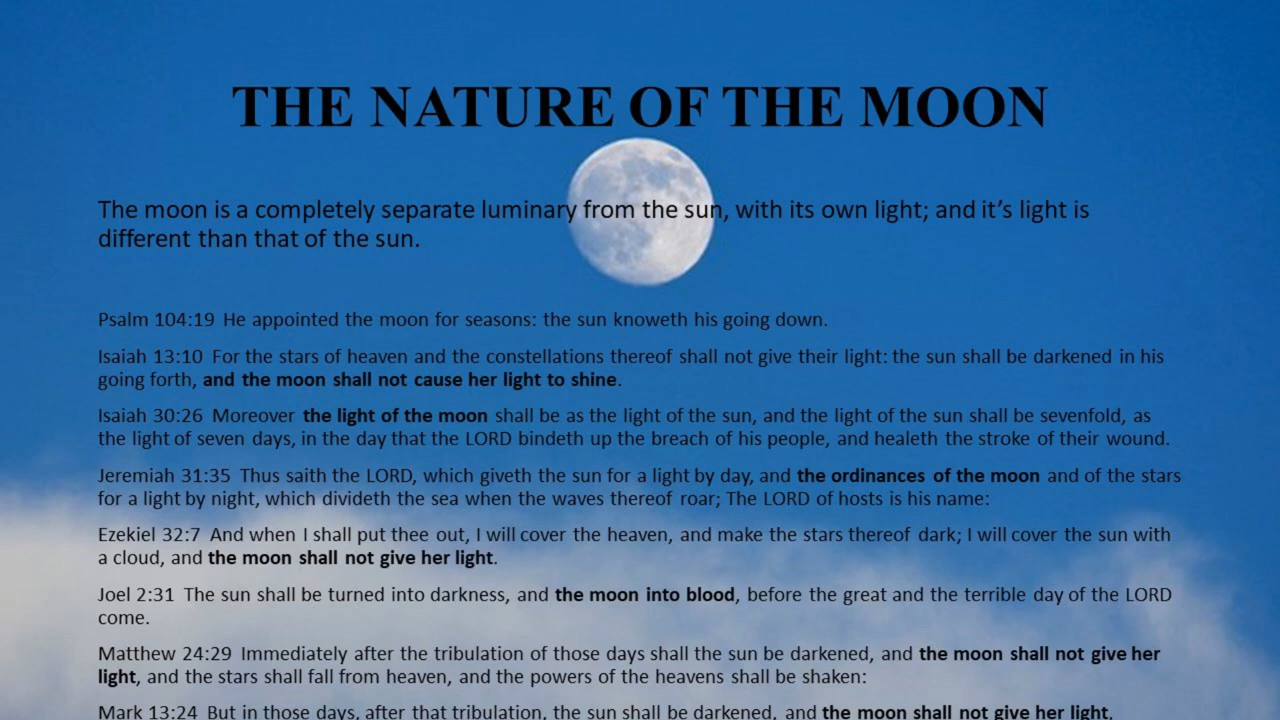 THE NATURE OF THE MOON
The moon is a completely separate luminary from the sun, with its own light; and it’s light is
different than that of the sun.
Psalm 104:19 He appointed the moon for seasons: the sun knoweth his going down.
Isaiah 13:10 For the stars of heaven and the constellations thereof shall not give their light: the sun shall be darkened in his
going forth, and the moon shall not cause her light to shine.
Isaiah 30:26 Moreover the light of the moon shall be as the light of the sun, and the light of the sun shall be sevenfold, as
the light of seven days, in the day that the LORD bindeth up the breach of his people, and healeth the stroke of their wound.
Jeremiah 31:35 Thus saith the LORD, which giveth the sun for a light by day, and the ordinances of the moon and of the stars
for a light by night, which divideth the sea when the waves thereof roar; The LORD of hosts is his name:
Ezekiel 32:7 And when I shall put thee out, I will cover the heaven, and make the stars thereof dark; I will cover the sun with
a cloud, and the moon shall not give her light.
Joel 2:31 The sun shall be turned into darkness, and the moon into blood, before the great and the terrible day of the LORD
come.
Matthew 24:29 Immediately after the tribulation of those days shall the sun be darkened, and the moon shall not give her
light, and the stars shall fall from heaven, and the powers of the heavens shall be shaken:
Mark 13:24 But in those days, after that tribulation, the sun shall be darkened, and the moon shall not give her light,